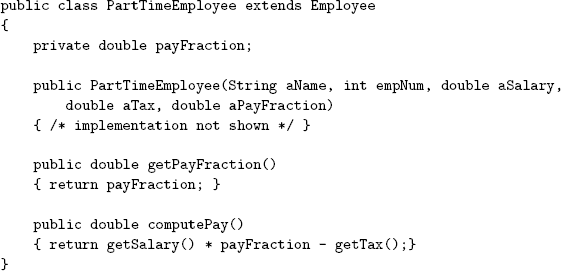 public class PartTimeEmployee extends Employee
{
    private double payFraction;

    public PartTimeEmployee(String aName, int empNum, double aSalary,
        double aTax, double aPayFraction)
    { /* implementation not shown */ }

    public double getPayFraction()
    { return payFraction; }

    public double computePay()
    { return getSalary() * payFraction - getTax();}
}